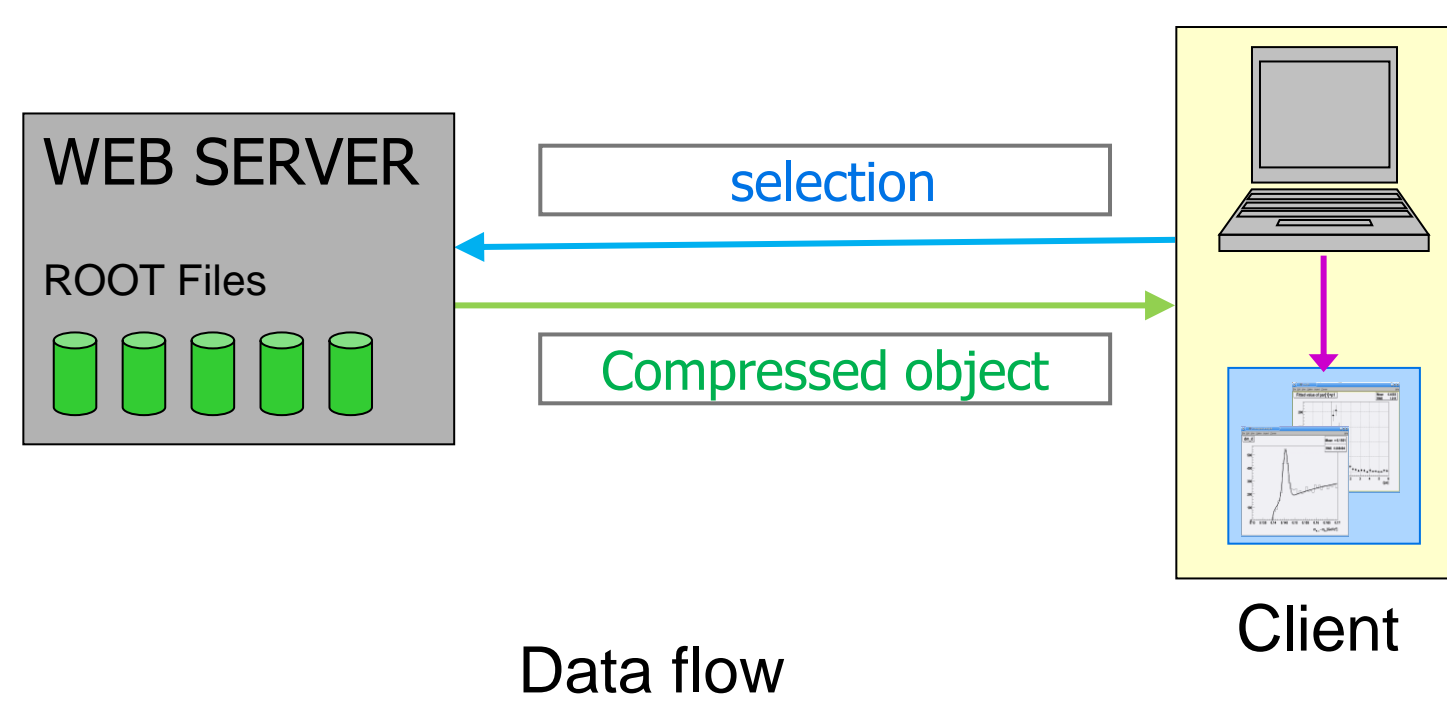 WEB SERVER
ROOT Files
selection
Compressed object
Client
Data flow